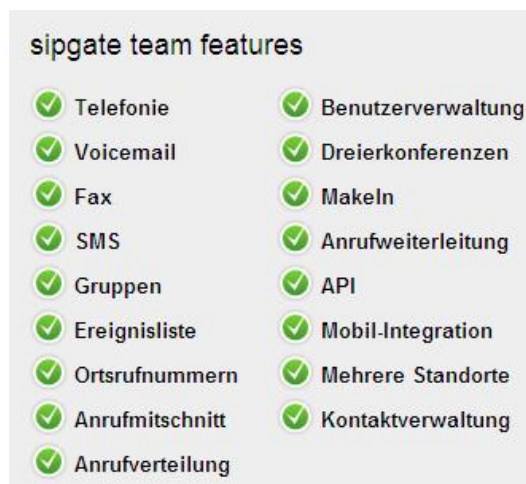 sipgate team features
Telefonie
Voicemail
Fax
SMS
Gruppen
Ereignisliste
Ortsrufnummern
Anrufmitschnitt
Anrufverteilung
Benutzerverwaltung
Dreierkonferenzen
Makeln
Anrufweiterleitung
API
Mobil-Integration
Mehrere Standorte
Kontaktverwaltung